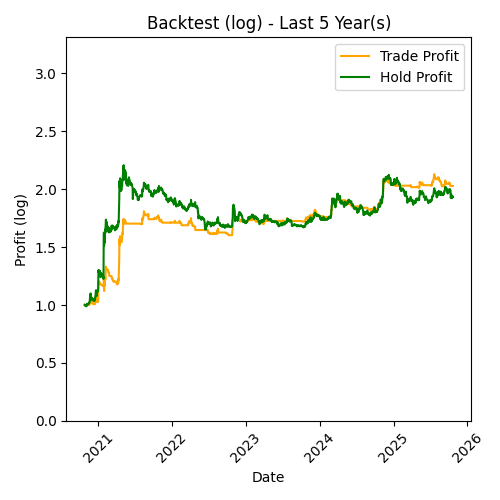 Backtest (log) - Last 5 Year(s)
Trade Profit
Hold Profit
Profit (log)
3.0
2.5
2.0
1.5
1.0
0.5
0.0
2021
2022
2023
2024
2025
2026
Date